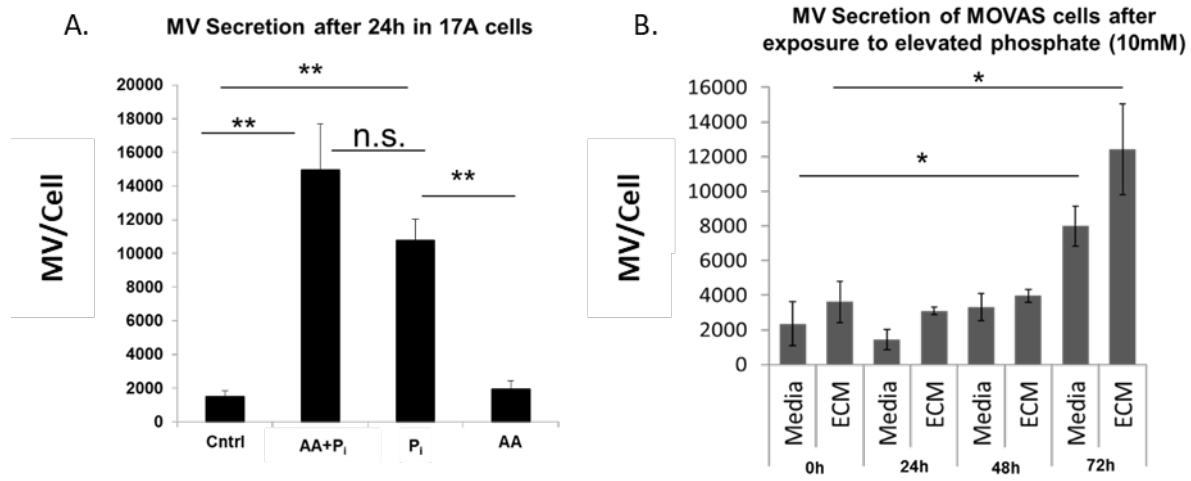 A.
MV Secretion after 24h in 17A cells
MV/Cell
20000
18000
16000
14000
12000
10000
8000
6000
4000
2000
0
**
**
n.s.
**
Cntrl
AA+Pi
Pi
AA
B.
MV Secretion of MOVAS cells after
exposure to elevated phosphate (10mM)
MV/Cell
16000
14000
12000
10000
8000
6000
4000
2000
0
*
*
Media
ECM
Media
ECM
Media
ECM
Media
ECM
0h
24h
48h
72h